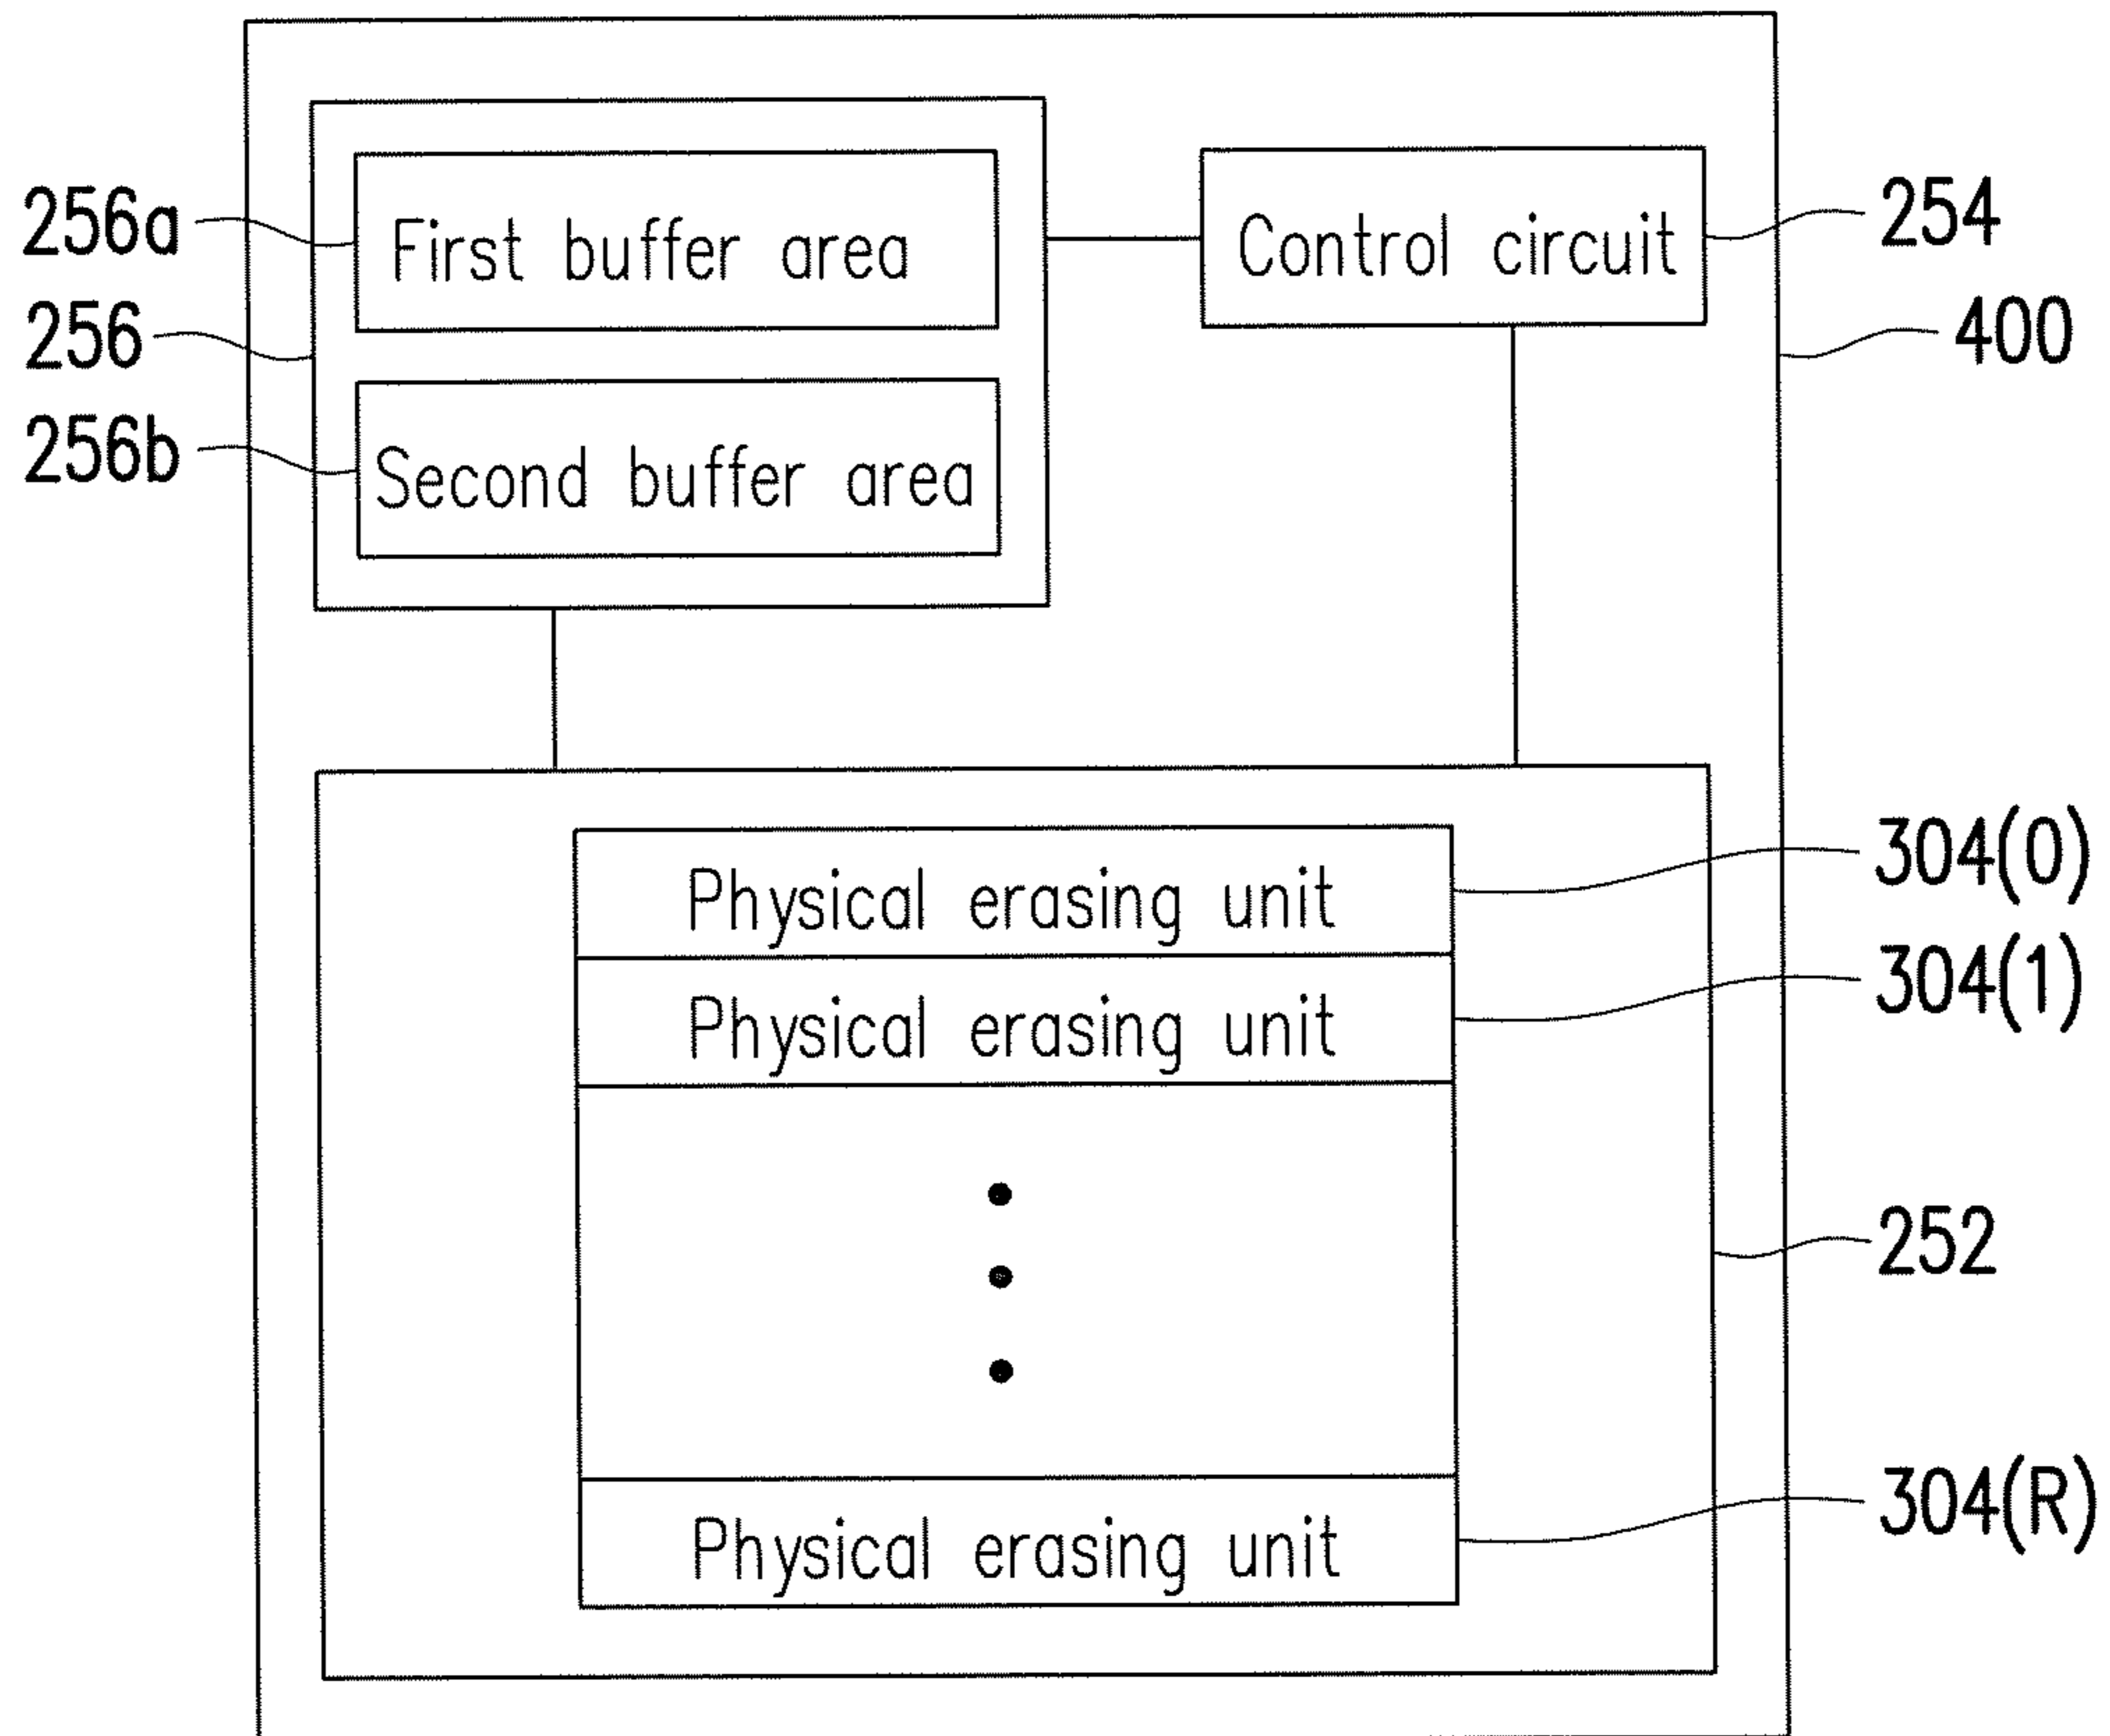 256a
First buffer area
Control circuit
254
256
400
256b
Second buffer area
Physical erasing unit
304(0)
Physical erasing unit
304(1)
252
Physical erasing unit
304(R)